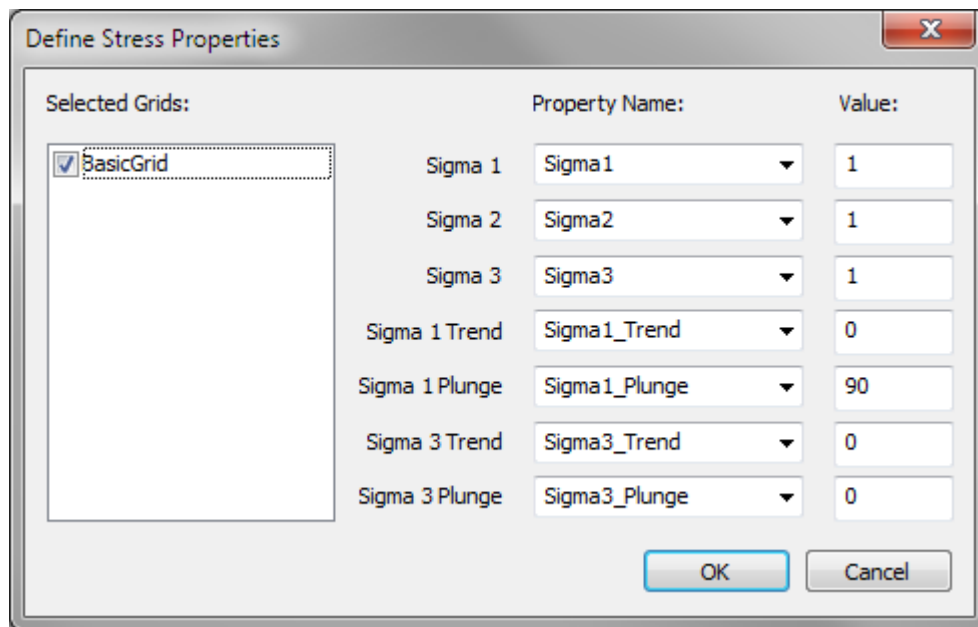 Define Stress Properties
Selected Grids: Property Name: Value:
BasicGrid
Sigma 1 Sigma1 1
Sigma 2 Sigma2 1
Sigma 3 Sigma3 1
Sigma 1 Trend Sigma1_Trend 0
Sigma 1 Plunge Sigma1_Plunge 90
Sigma 3 Trend Sigma3_Trend 0
Sigma 3 Plunge Sigma3_Plunge 0
OK Cancel